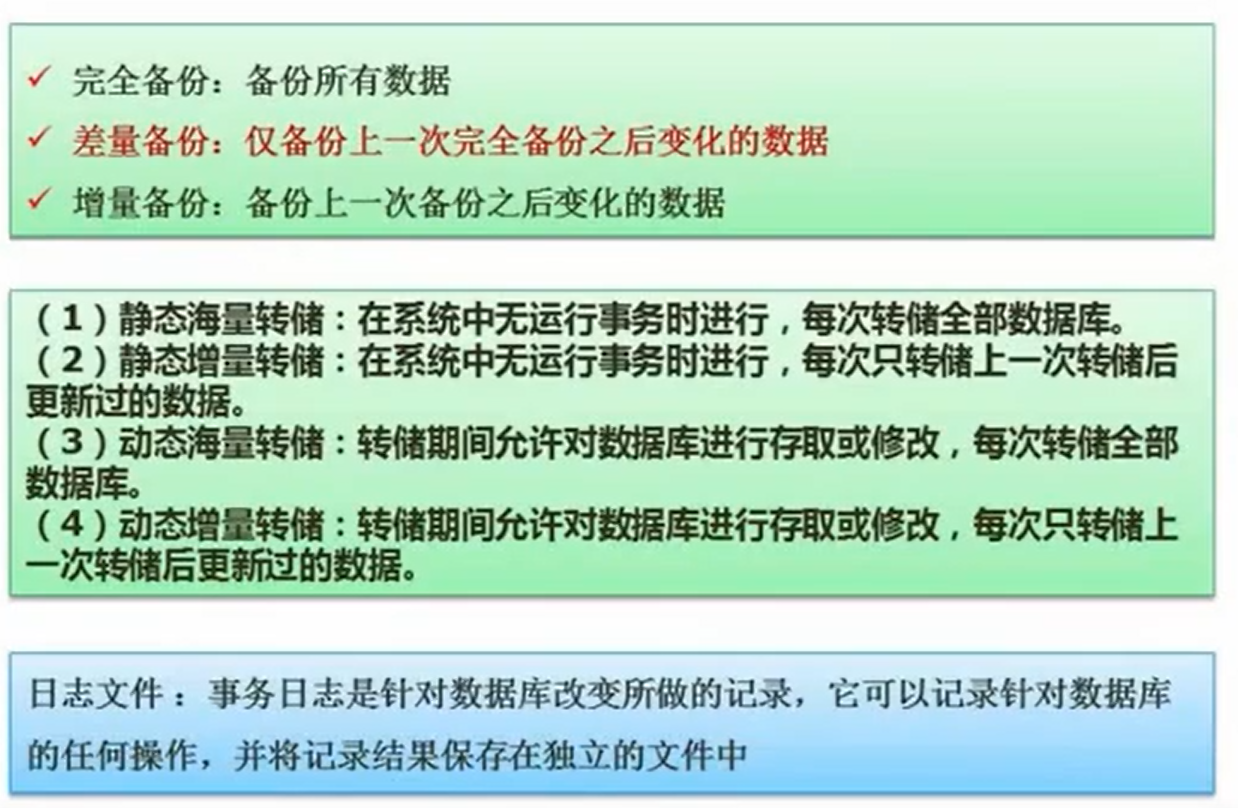 ✓ 完全备份：备份所有数据
✓ 差量备份：仅备份上一次完全备份之后变化的数据
✓ 增量备份：备份上一次备份之后变化的数据
（1）静态海量转储：在系统中无运行事务时进行，每次转储全部数据库。
（2）静态增量转储：在系统中无运行事务时进行，每次只转储上一次转储后
更新过的数据。
（3）动态海量转储：转储期间允许对数据库进行存取或修改，每次转储全部
数据库。
（4）动态增量转储：转储期间允许对数据库进行存取或修改，每次只转储上
一次转储后更新过的数据。
日志文件：事务日志是针对数据库改变所做的记录，它可以记录针对数据库
的任何操作，并将记录结果保存在独立的文件中